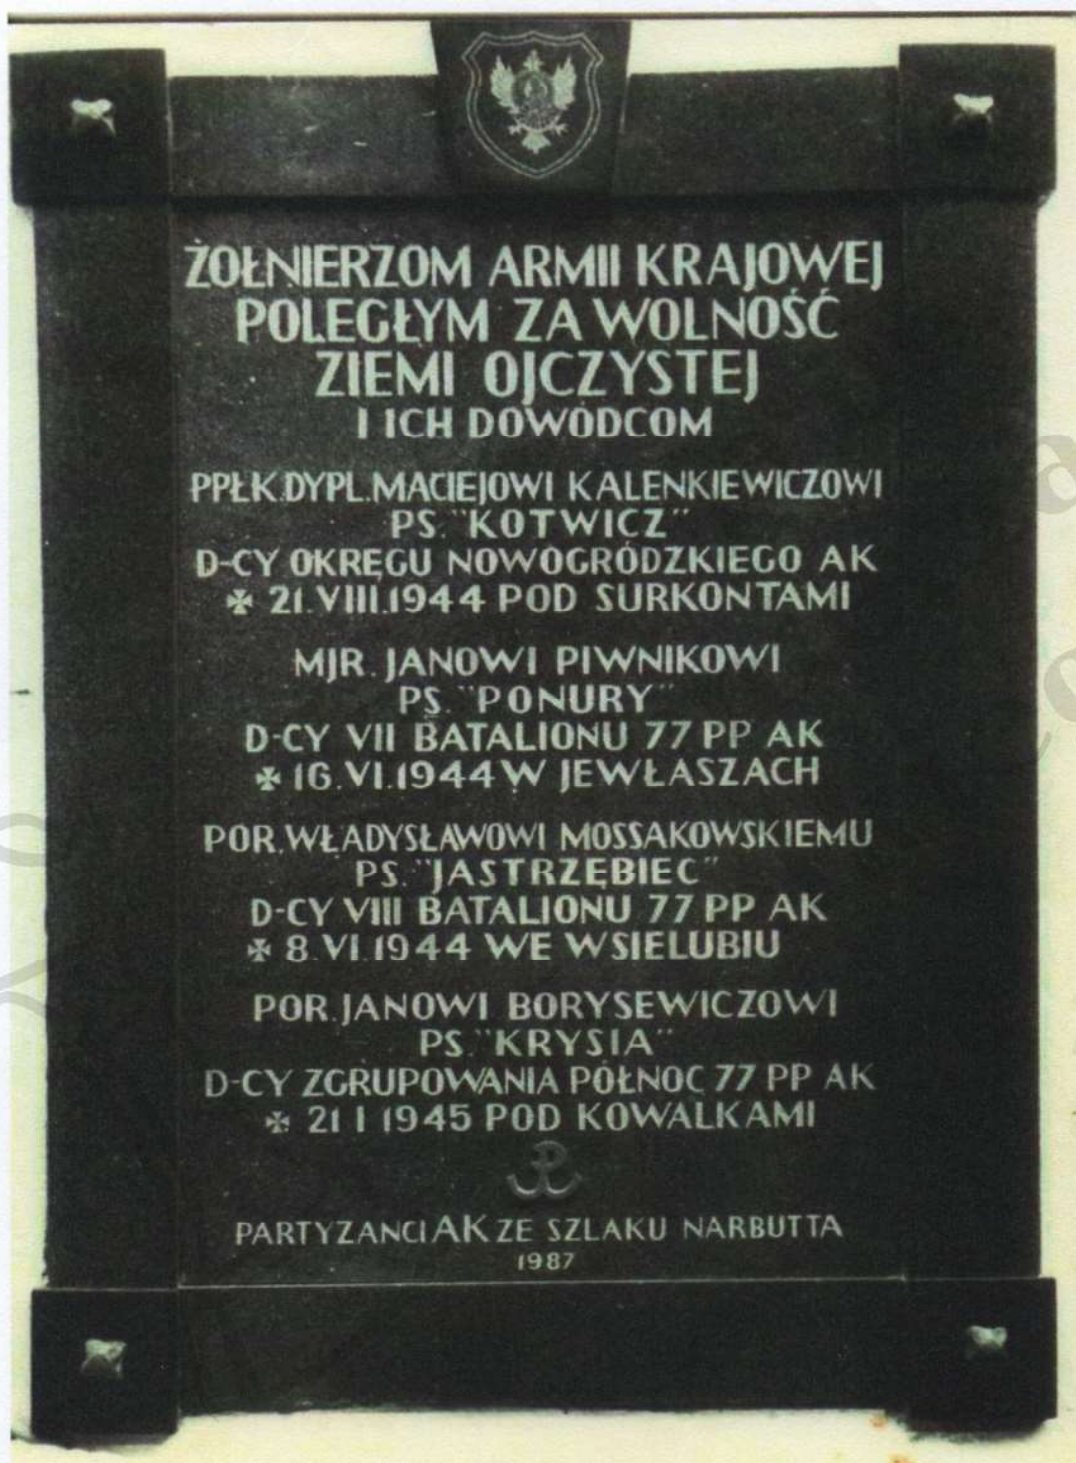 ŻOŁNIERZOM ARMII KRAJOWEJ
POLEGŁYM ZA WOLNOŚĆ
ZIEMI OJCZYSTEJ
I ICH DOWÓDCOM
PPŁK.DYPL.MACIEJOWI KALENKIEWICZOWI
PS."KOTWICZ"
D-CY OKRĘGU NOWOGRÓDZKIEGO AK
✠ 21.VIII.1944 POD SURKONTAMI
MJR. JANOWI PIWNIKOWI
PS."PONURY"
D-CY VII BATALIONU 77 PP AK
✠ 16.VI.1944 W JEWŁASZACH
POR.WŁADYSŁAWOWI MOSSAKOWSKIEMU
PS."JASTRZĘBIEC"
D-CY VIII BATALIONU 77 PP AK
✠ 8.VI.1944 WE WSIELUBIU
POR.JANOWI BORYSEWICZOWI
PS."KRYSIA"
D-CY ZGRUPOWANIA PÓŁNOC 77 PP AK
✠ 21 I 1945 POD KOWALKAMI
PARTYZANCI AK ZE SZLAKU NARBUTTA
1987